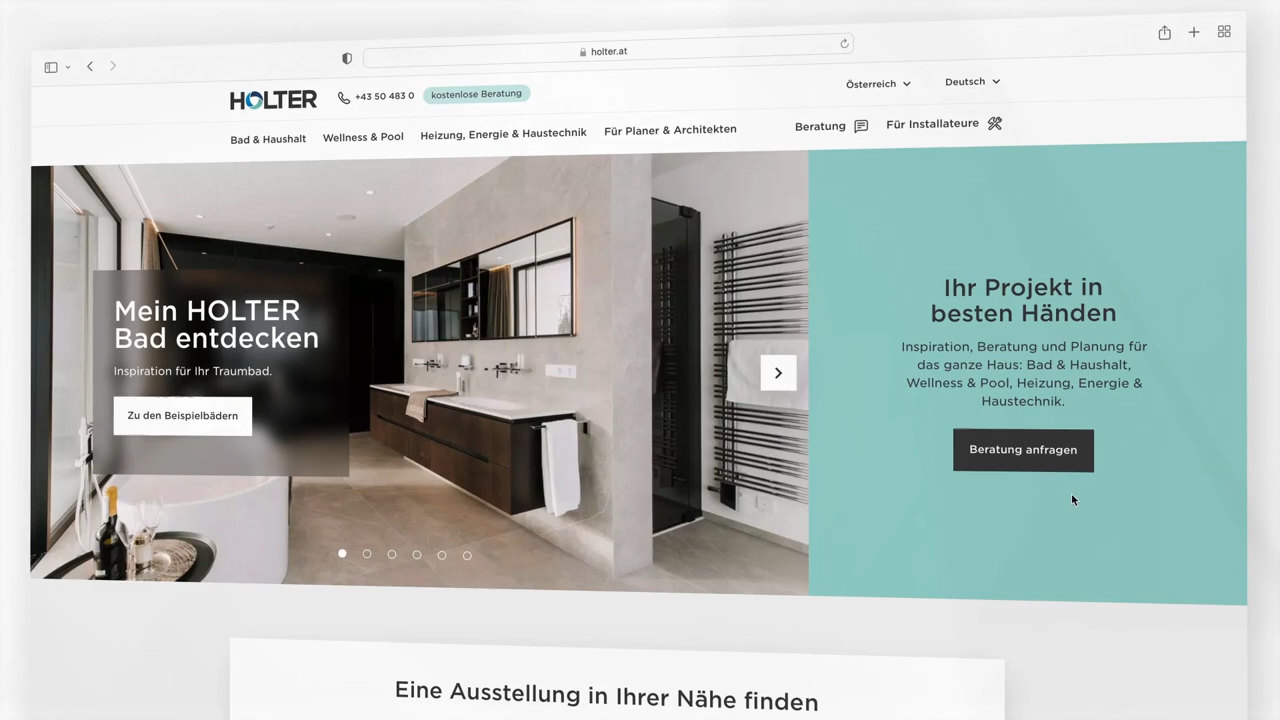 holter.at
HOLTER
+43 50 483 0
kostenlose Beratung
Österreich
Deutsch
Bad & Haushalt
Wellness & Pool
Heizung, Energie & Haustechnik
Für Planer & Architekten
Beratung
Für Installateure
Mein HOLTER
Bad entdecken
Inspiration für Ihr Traumbad.
Zu den Beispielbädern
Ihr Projekt in
besten Händen
Inspiration, Beratung und Planung für
das ganze Haus: Bad & Haushalt,
Wellness & Pool, Heizung, Energie &
Haustechnik.
Beratung anfragen
Eine Ausstellung in Ihrer Nähe finden